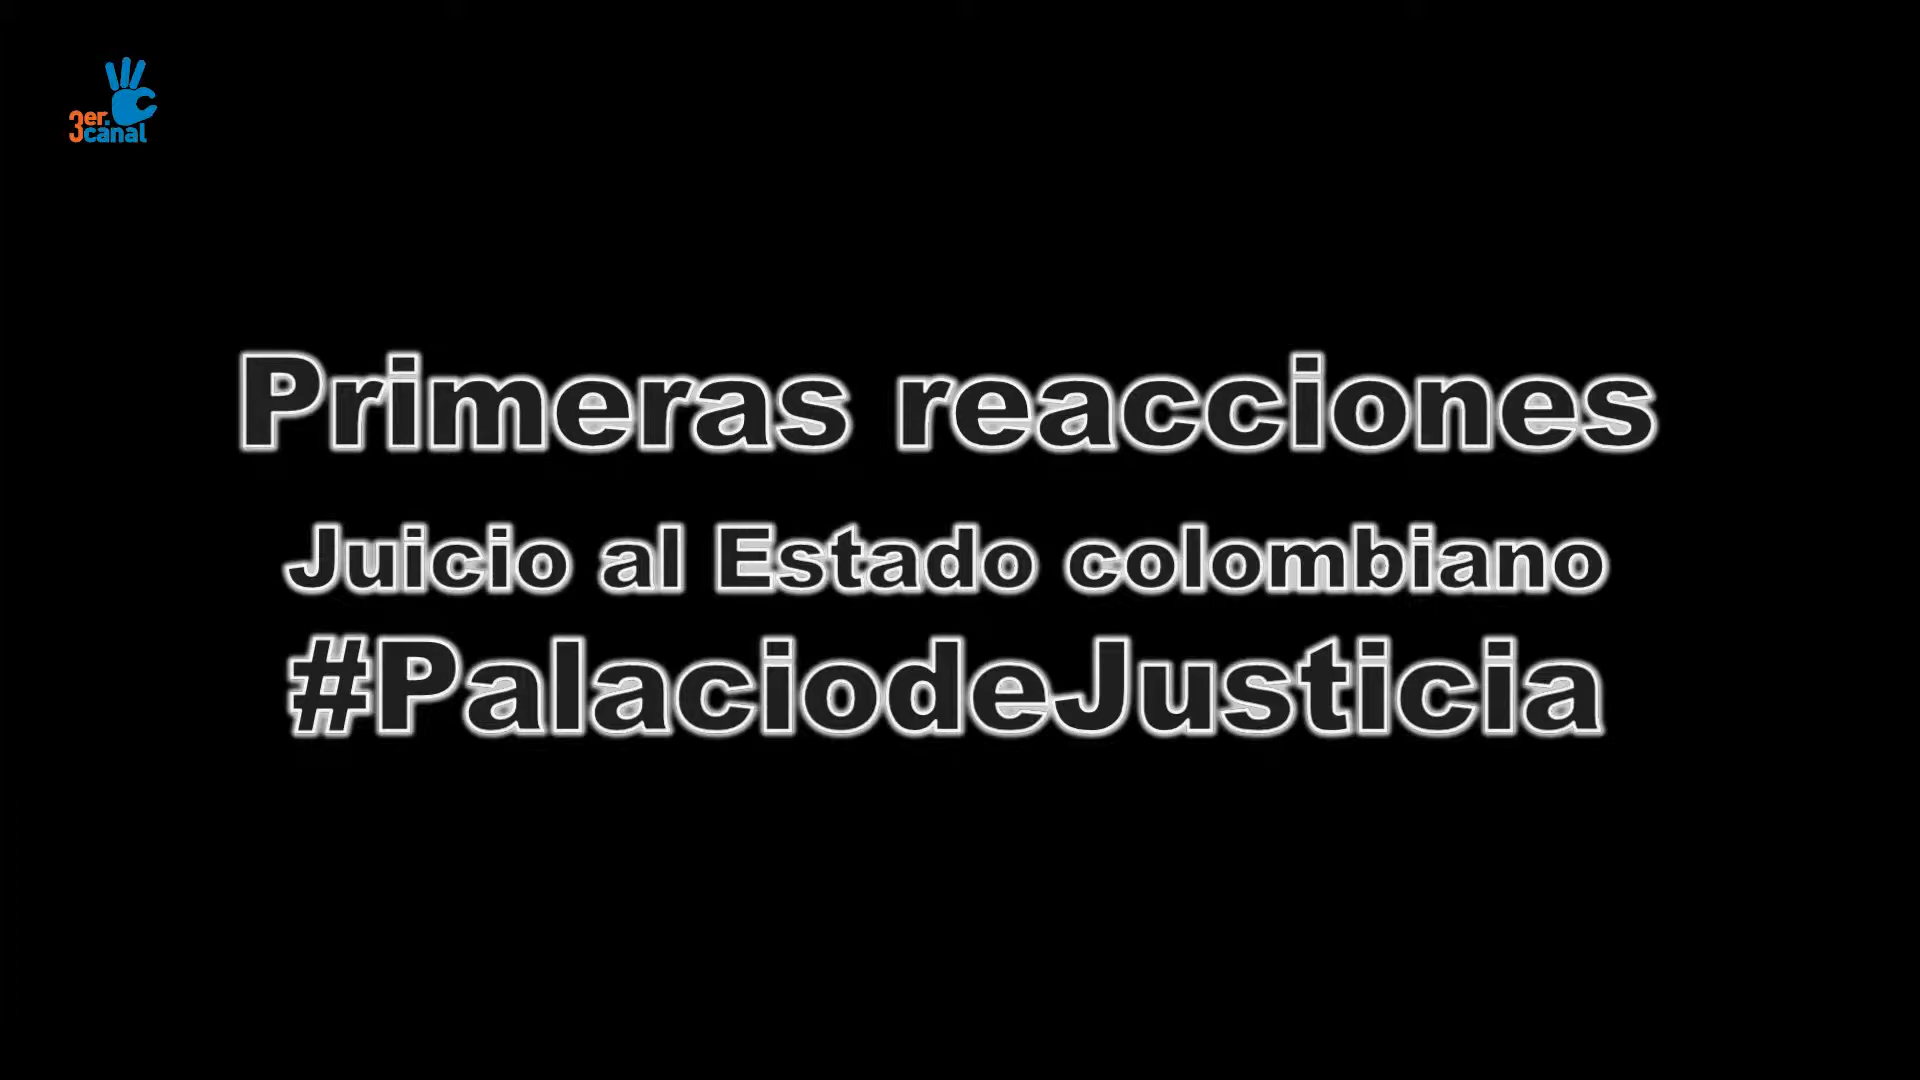 3er.
canal
Primeras reacciones
Juicio al Estado colombiano
#PalaciodeJusticia